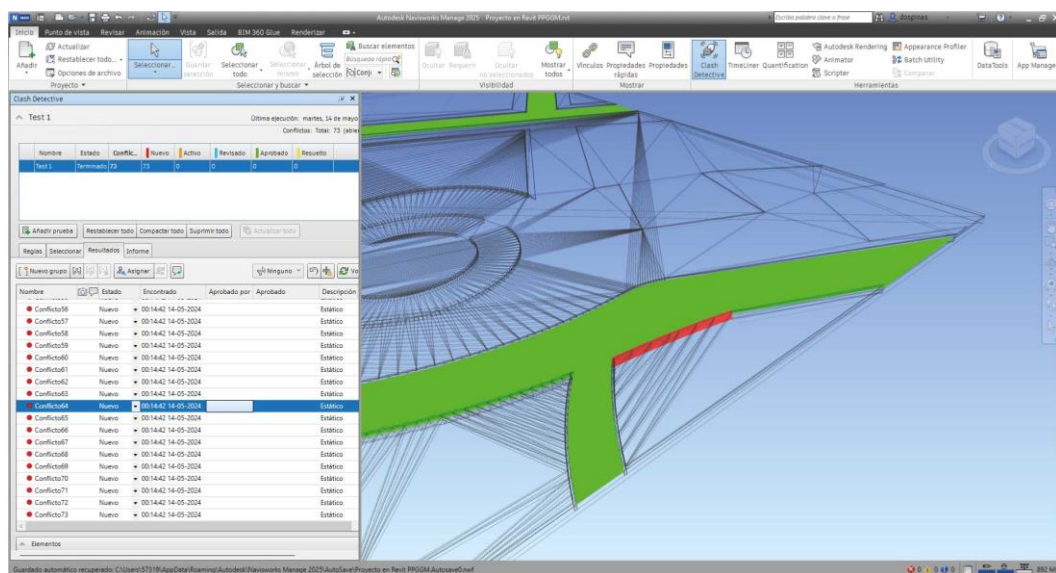 Autodesk Navisworks Manage 2025 Proyecto en Revit PPGGM.nwf
Escriba palabra clave o frase
dospinas
Inicio Punto de vista Revisar Animación Vista Salida BIM 360 Glue Renderizar
Añadir
Actualizar
Restablecer todo...
Opciones de archivo
Proyecto
Seleccionar...
Guardar selección
Seleccionar todo
Seleccionar mismos
Árbol de selección
Buscar elementos
Búsqueda rápida
Conj
Seleccionar y buscar
Ocultar Requerir Ocultar no seleccionados Mostrar todos
Visibilidad
Vínculos Propiedades rápidas Propiedades
Mostrar
Clash Detective
TimeLiner Quantification
Autodesk Rendering
Animator
Scripter
Appearance Profiler
Batch Utility
Comparar
Herramientas
DataTools App Manage
Clash Detective
Test 1
Última ejecución: martes, 14 de mayo
Conflictos: Total: 73 (abie
Nombre Estado Conflic... Nuevo Activo Revisado Aprobado Resuelto
Test 1 Terminado 73 73 0 0 0 0
Añadir prueba Restablecer todo Compactar todo Suprimir todo Actualizar todo
Reglas Seleccionar Resultados Informe
Nuevo grupo Asigner Ninguno Vo
Nombre Estado Encontrado Aprobado por Aprobado Descripción
Conflicto56 Nuevo 00:14:42 14-05-2024 Estático
Conflicto57 Nuevo 00:14:42 14-05-2024 Estático
Conflicto58 Nuevo 00:14:42 14-05-2024 Estático
Conflicto59 Nuevo 00:14:42 14-05-2024 Estático
Conflicto60 Nuevo 00:14:42 14-05-2024 Estático
Conflicto61 Nuevo 00:14:42 14-05-2024 Estático
Conflicto62 Nuevo 00:14:42 14-05-2024 Estático
Conflicto63 Nuevo 00:14:42 14-05-2024 Estático
Conflicto64 Nuevo 00:14:42 14-05-2024 Estático
Conflicto65 Nuevo 00:14:42 14-05-2024 Estático
Conflicto66 Nuevo 00:14:42 14-05-2024 Estático
Conflicto67 Nuevo 00:14:42 14-05-2024 Estático
Conflicto68 Nuevo 00:14:42 14-05-2024 Estático
Conflicto69 Nuevo 00:14:42 14-05-2024 Estático
Conflicto70 Nuevo 00:14:42 14-05-2024 Estático
Conflicto71 Nuevo 00:14:42 14-05-2024 Estático
Conflicto72 Nuevo 00:14:42 14-05-2024 Estático
Conflicto73 Nuevo 00:14:42 14-05-2024 Estático
Elementos
Guardado automático recuperado: C:\Users\57319\AppData\Roaming\Autodesk\Navisworks Manage 2025\AutoSave\Proyecto en Revit PPGGM.Autosave0.nwf
0 0 0
892 M